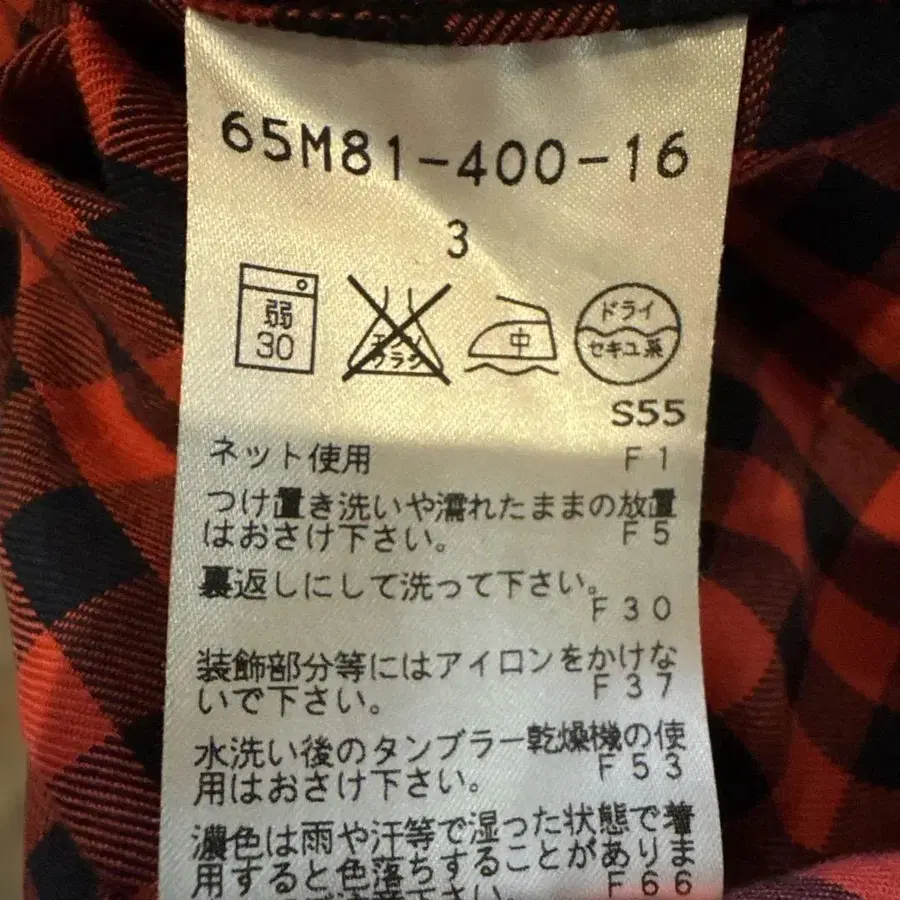 65M81-400-16
3
弱
30
エンソ
サラシ
中
ドライ
セキユ系
S55
ネット使用 F1
つけ置き洗いや濡れたままの放置
はおさけ下さい。 F5
裏返しにして洗って下さい。
F30
装飾部分等にはアイロンをかけな
いで下さい。 F37
水洗い後のタンブラー乾燥機の使
用はおさけ下さい。 F53
濃色は雨や汗等で湿った状態で着
用すると色落ちすることがありま
F66